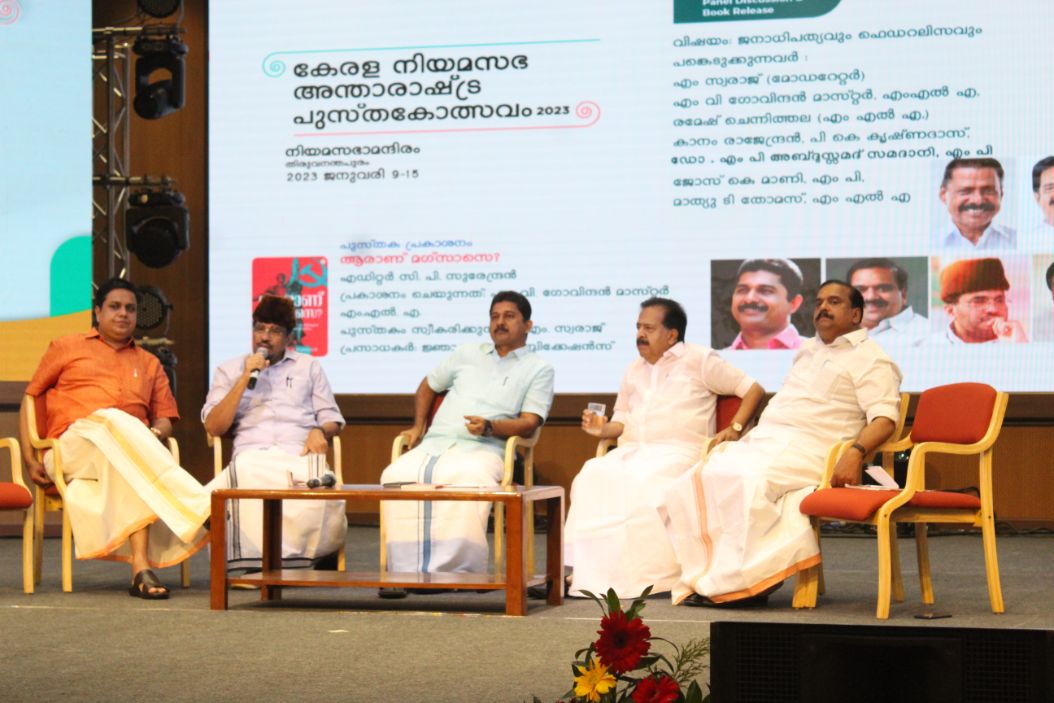 Panel Discussion &
Book Release
കേരള നിയമസഭ
അന്താരാഷ്ട്ര
പുസ്തകോത്സവം 2023
നിയമസഭാമന്ദിരം
തിരുവനന്തപുരം
2023 ജനുവരി 9-15
വിഷയം: ജനാധിപത്യവും ഫെഡറലിസവും
പങ്കെടുക്കുന്നവർ :
എം സ്വരാജ് (മോഡറേറ്റർ)
എം വി ഗോവിന്ദൻ മാസ്റ്റർ, എംഎൽ എ,
രമേഷ് ചെന്നിത്തല (എം എൽ എ)
കാനം രാജേന്ദ്രൻ, പി കെ കൃഷ്ണദാസ്,
ഡോ . എം പി അബ്ദുസ്സമദ് സമദാനി, എം പി
ജോസ് കെ മാണി, എം പി,
മാത്യു ടി തോമസ്, എം എൽ എ
പുസ്തക പ്രകാശനം
ആരാണ് മഗ്സാസെ?
എഡിറ്റർ സി. പി. സുരേന്ദ്രൻ
പ്രകാശനം ചെയുന്നത്: എം വി. ഗോവിന്ദൻ മാസ്റ്റർ
എം.എൽ. എ.
പുസ്തകം സ്വീകരിക്കു എം. സ്വരാജ്
പ്രസാധകർ: